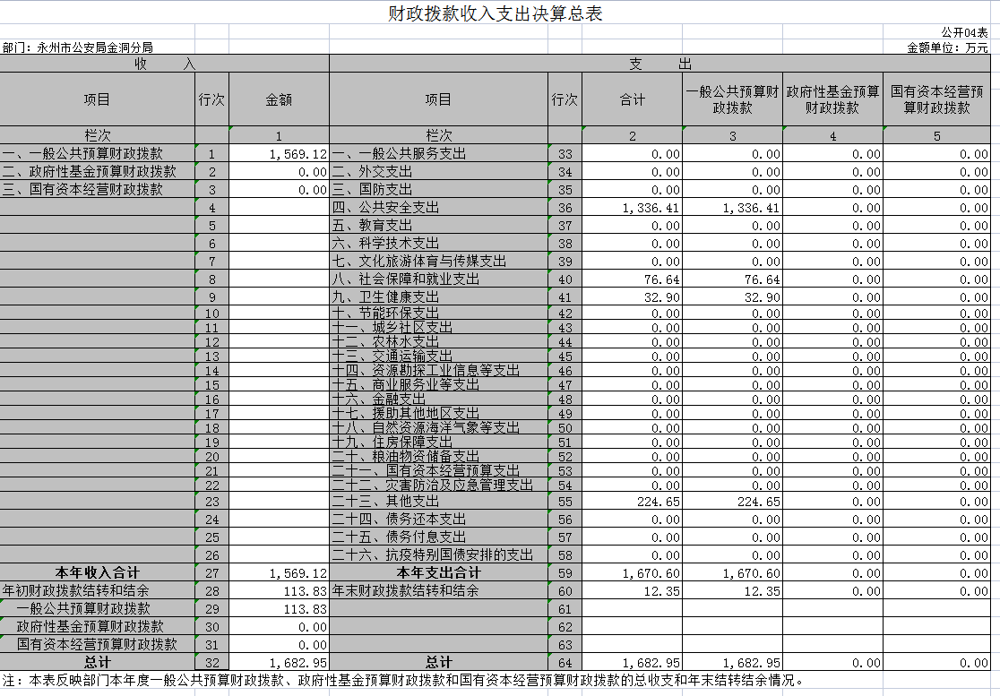 财政拨款收入支出决算总表
公开04表
部门：永州市公安局金洞分局 金额单位：万元
收 入 支 出
项目 行次 金额 项目 行次 合计 一般公共预算财政拨款 政府性基金预算财政拨款 国有资本经营预算财政拨款
栏次 1 栏次 2 3 4 5
一、一般公共预算财政拨款 1 1,569.12 一、一般公共服务支出 33 0.00 0.00 0.00 0.00
二、政府性基金预算财政拨款 2 0.00 二、外交支出 34 0.00 0.00 0.00 0.00
三、国有资本经营财政拨款 3 0.00 三、国防支出 35 0.00 0.00 0.00 0.00
4 四、公共安全支出 36 1,336.41 1,336.41 0.00 0.00
5 五、教育支出 37 0.00 0.00 0.00 0.00
6 六、科学技术支出 38 0.00 0.00 0.00 0.00
7 七、文化旅游体育与传媒支出 39 0.00 0.00 0.00 0.00
8 八、社会保障和就业支出 40 76.64 76.64 0.00 0.00
9 九、卫生健康支出 41 32.90 32.90 0.00 0.00
10 十、节能环保支出 42 0.00 0.00 0.00 0.00
11 十一、城乡社区支出 43 0.00 0.00 0.00 0.00
12 十二、农林水支出 44 0.00 0.00 0.00 0.00
13 十三、交通运输支出 45 0.00 0.00 0.00 0.00
14 十四、资源勘探工业信息等支出 46 0.00 0.00 0.00 0.00
15 十五、商业服务业等支出 47 0.00 0.00 0.00 0.00
16 十六、金融支出 48 0.00 0.00 0.00 0.00
17 十七、援助其他地区支出 49 0.00 0.00 0.00 0.00
18 十八、自然资源海洋气象等支出 50 0.00 0.00 0.00 0.00
19 十九、住房保障支出 51 0.00 0.00 0.00 0.00
20 二十、粮油物资储备支出 52 0.00 0.00 0.00 0.00
21 二十一、国有资本经营预算支出 53 0.00 0.00 0.00 0.00
22 二十二、灾害防治及应急管理支出 54 0.00 0.00 0.00 0.00
23 二十三、其他支出 55 224.65 224.65 0.00 0.00
24 二十四、债务还本支出 56 0.00 0.00 0.00 0.00
25 二十五、债务付息支出 57 0.00 0.00 0.00 0.00
26 二十六、抗疫特别国债安排的支出 58 0.00 0.00 0.00 0.00
本年收入合计 27 1,569.12 本年支出合计 59 1,670.60 1,670.60 0.00 0.00
年初财政拨款结转和结余 28 113.83 年末财政拨款结转和结余 60 12.35 12.35 0.00 0.00
一般公共预算财政拨款 29 113.83 61
政府性基金预算财政拨款 30 0.00 62
国有资本经营预算财政拨款 31 0.00 63
总计 32 1,682.95 总计 64 1,682.95 1,682.95 0.00 0.00
注：本表反映部门本年度一般公共预算财政拨款、政府性基金预算财政拨款和国有资本经营预算财政拨款的总收支和年末结转结余情况。